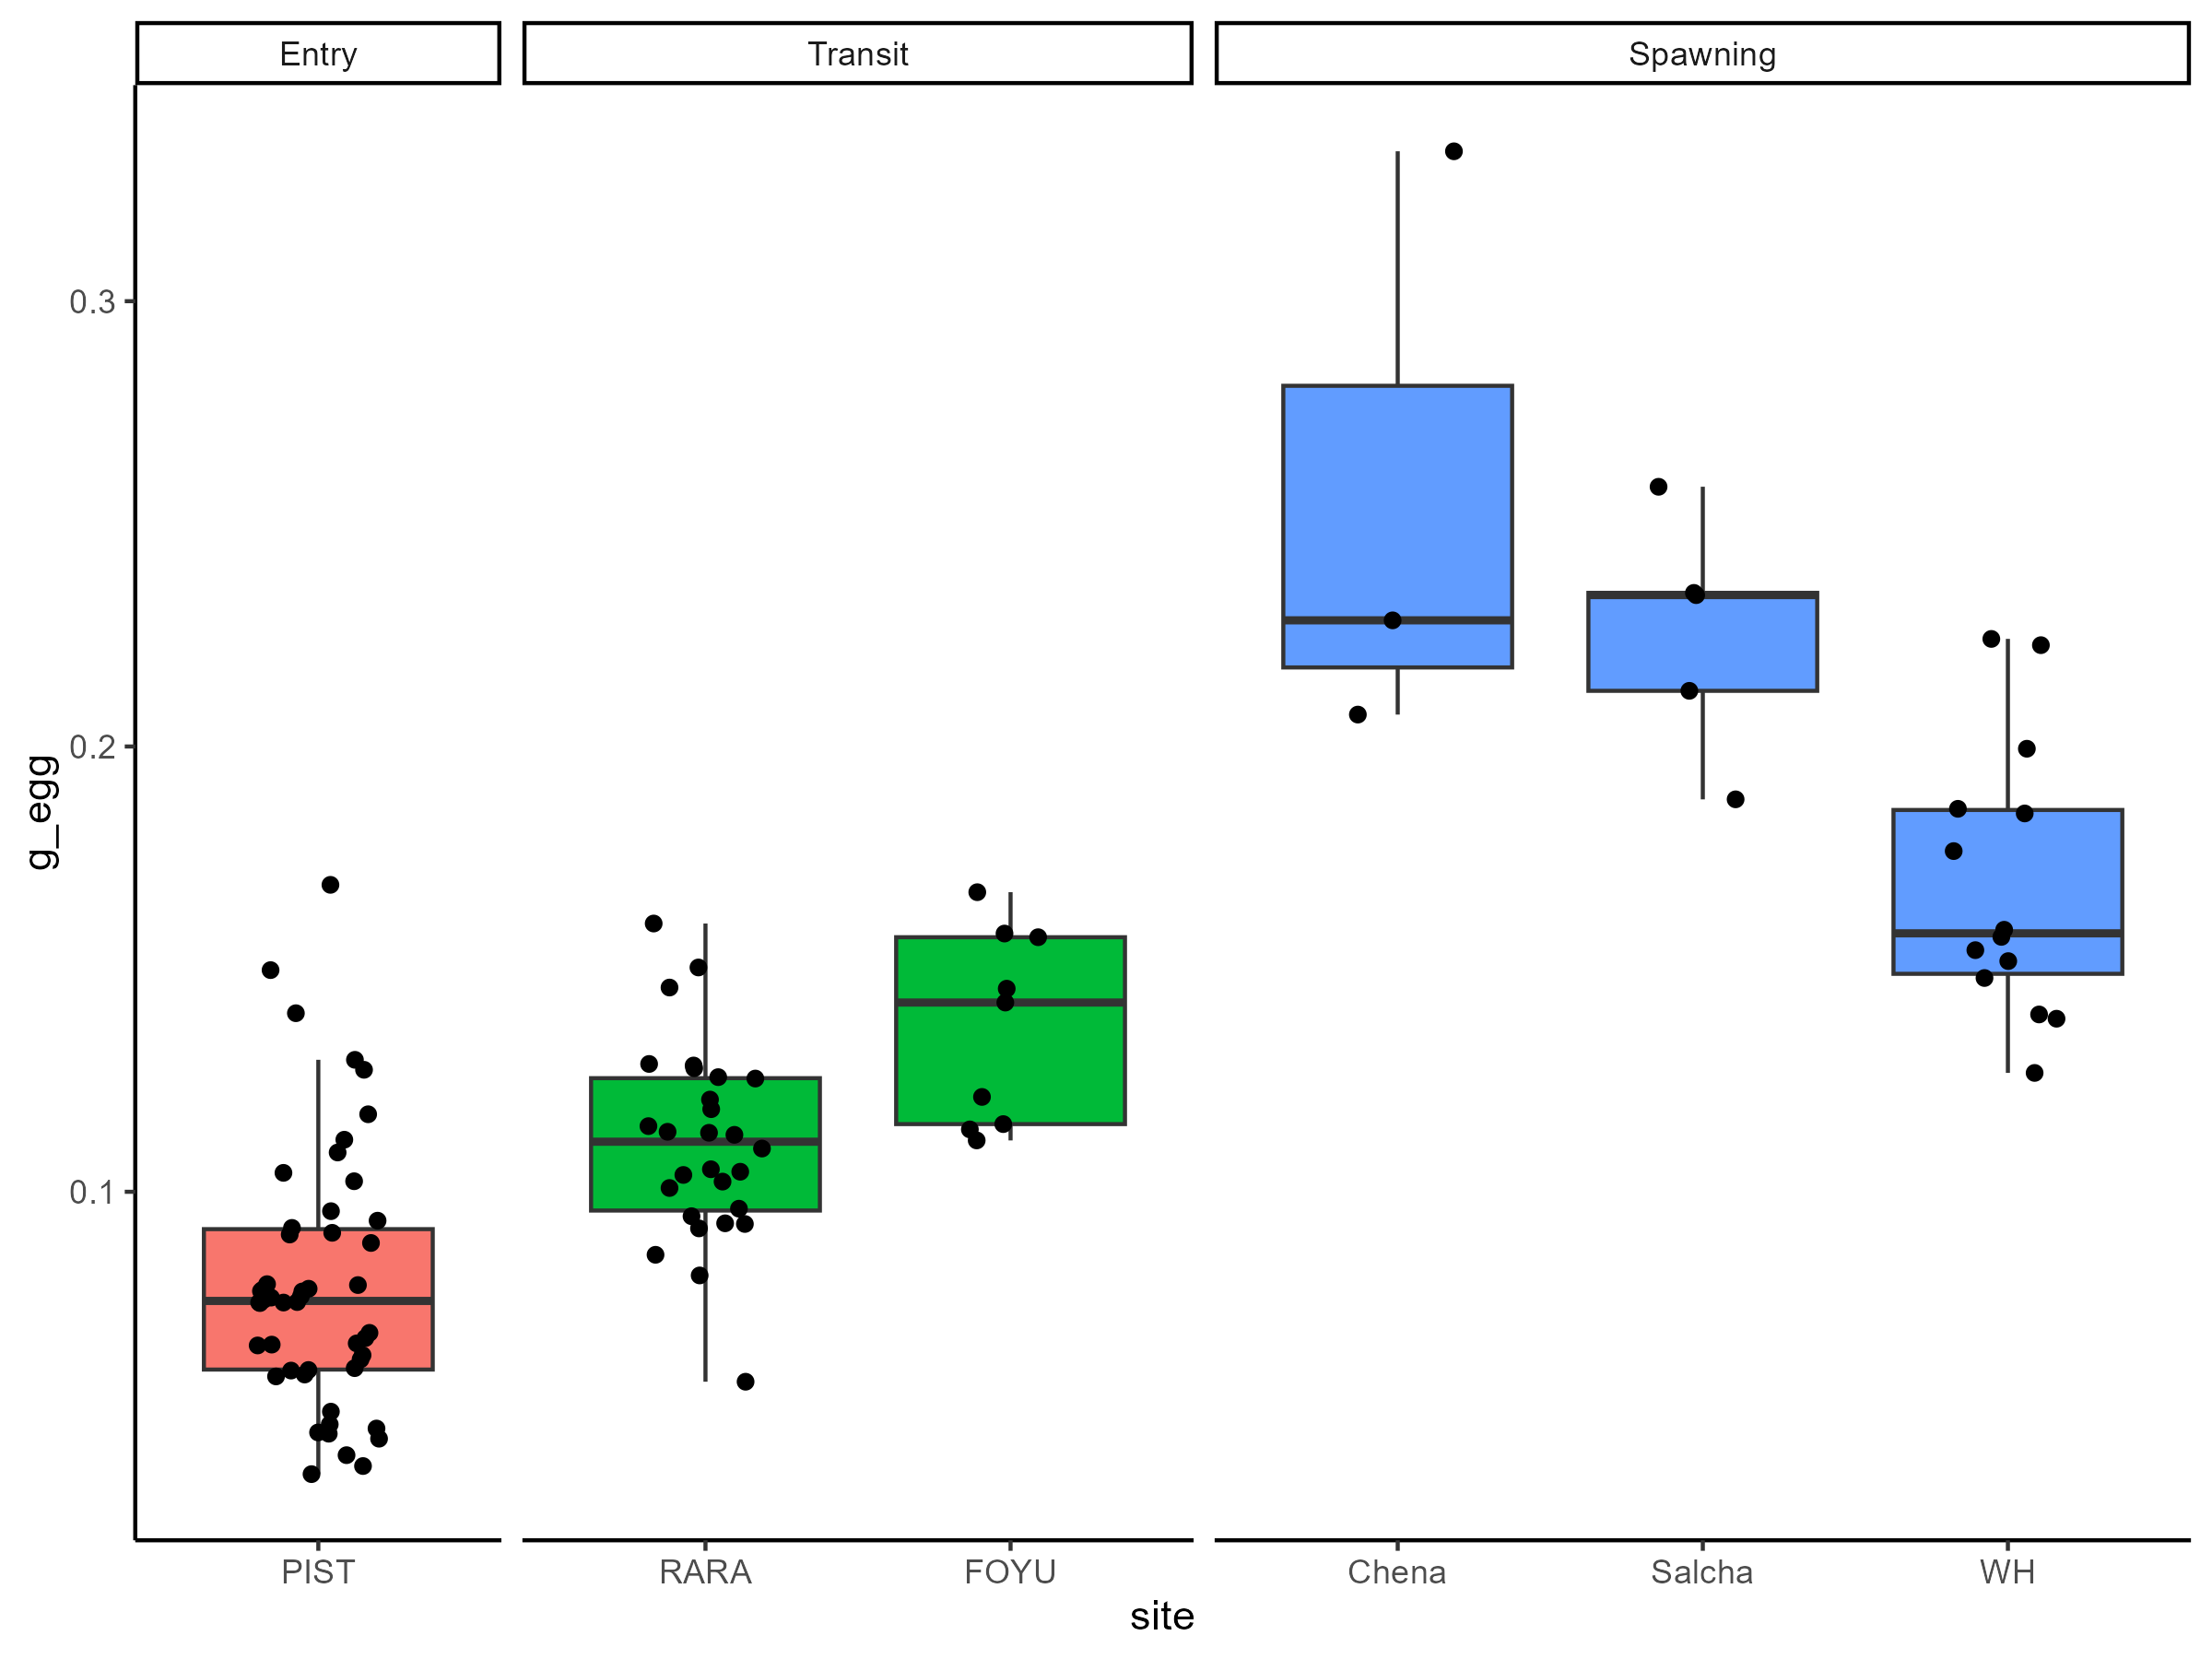 Entry Transit Spawning
0.3
0.2
0.1
g_egg
PIST RARA FOYU Chena Salcha WH
site